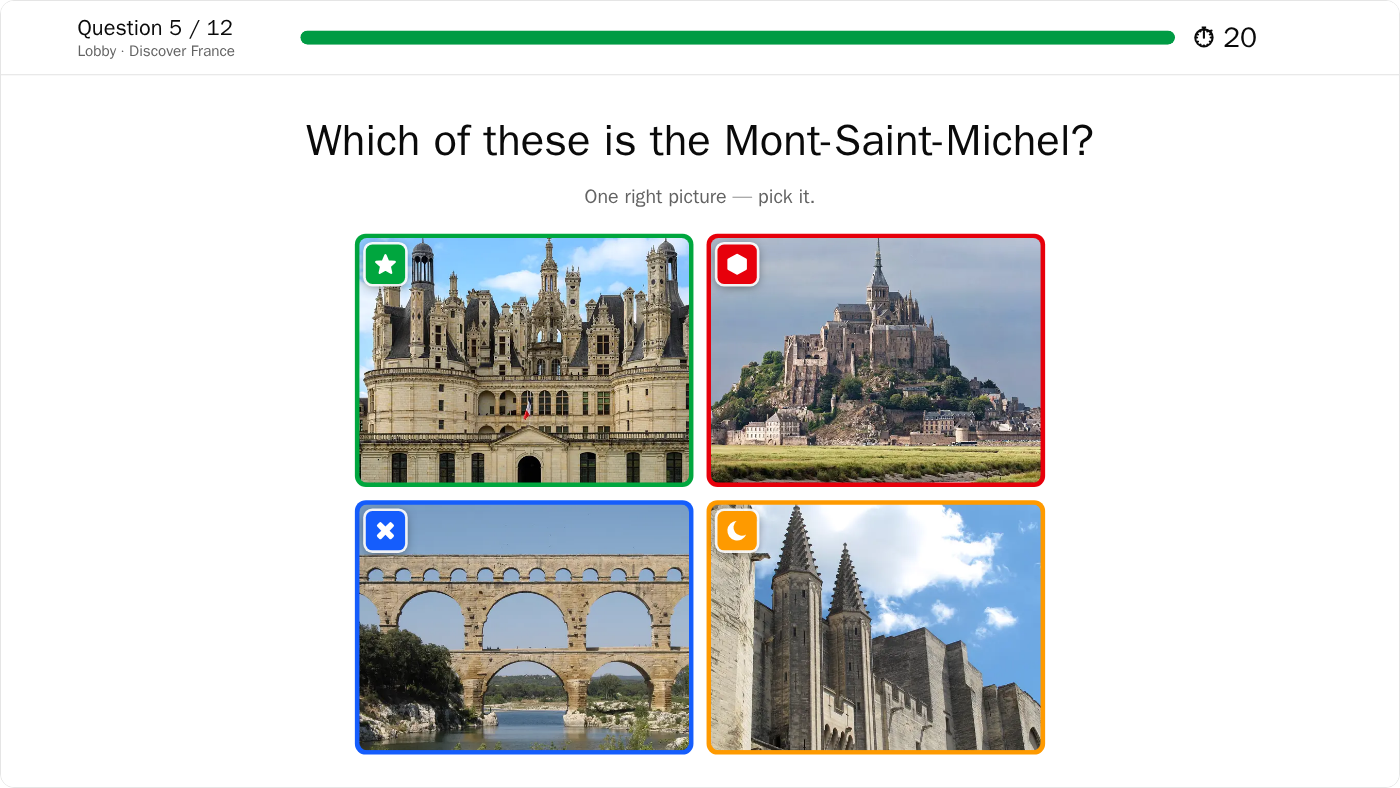 Question 5 / 12
Lobby · Discover France
20
Which of these is the Mont-Saint-Michel?
One right picture — pick it.